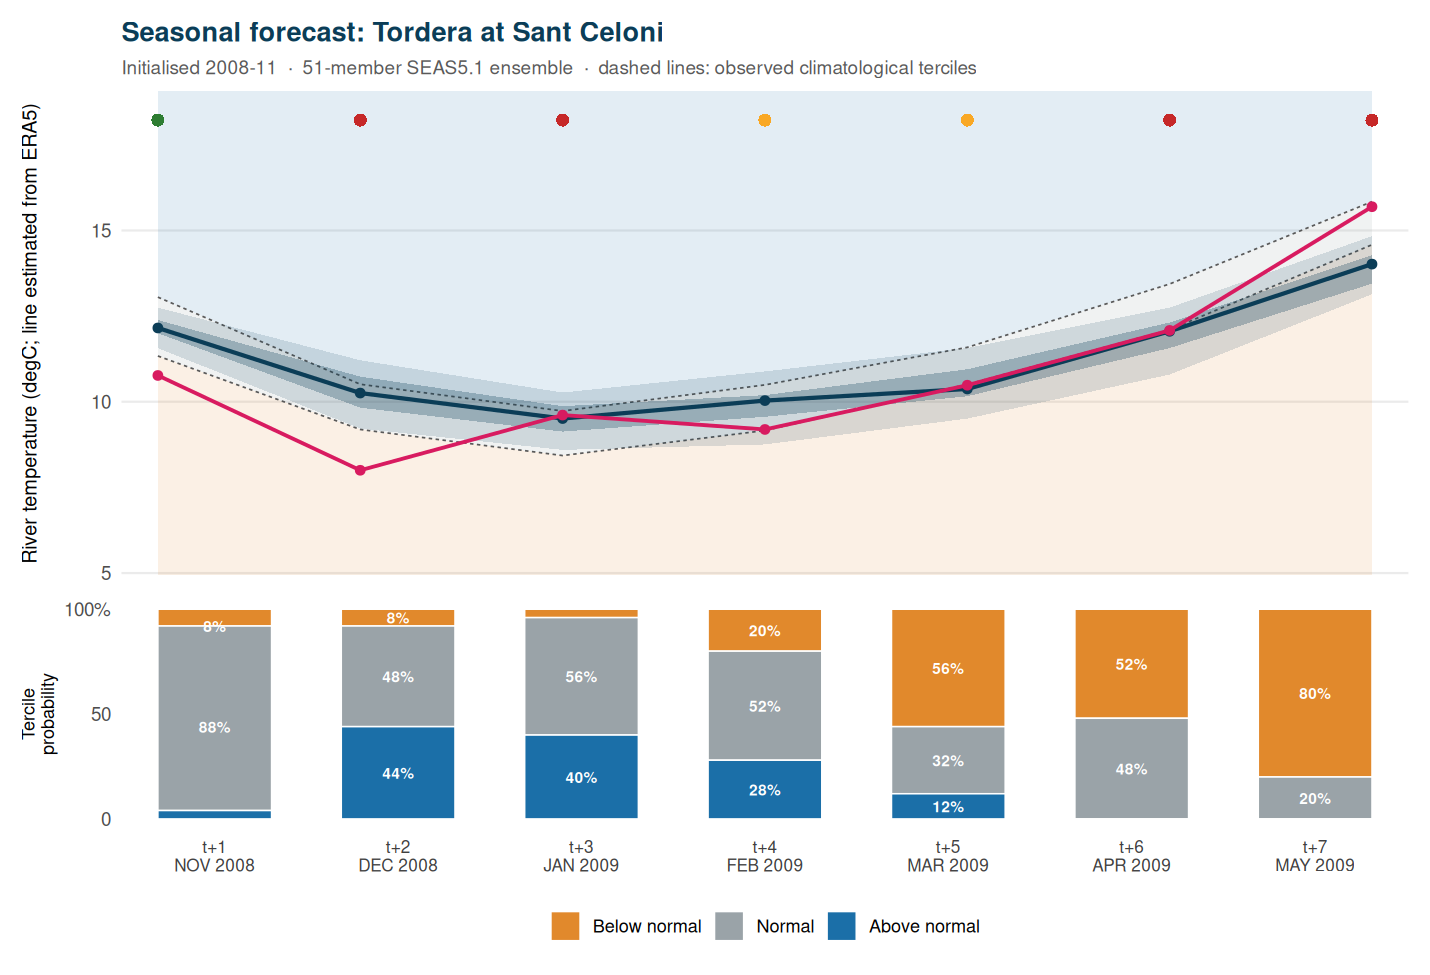 Seasonal forecast: Tordera at Sant Celoni
Initialised 2008-11 · 51-member SEAS5.1 ensemble · dashed lines: observed climatological terciles
River temperature (degC; line estimated from ERA5)
15
10
5
Tercile
probability
100%
50
0
8%
88%
8%
48%
44%
56%
40%
20%
52%
28%
56%
32%
12%
52%
48%
80%
20%
t+1
NOV 2008
t+2
DEC 2008
t+3
JAN 2009
t+4
FEB 2009
t+5
MAR 2009
t+6
APR 2009
t+7
MAY 2009
Below normal
Normal
Above normal